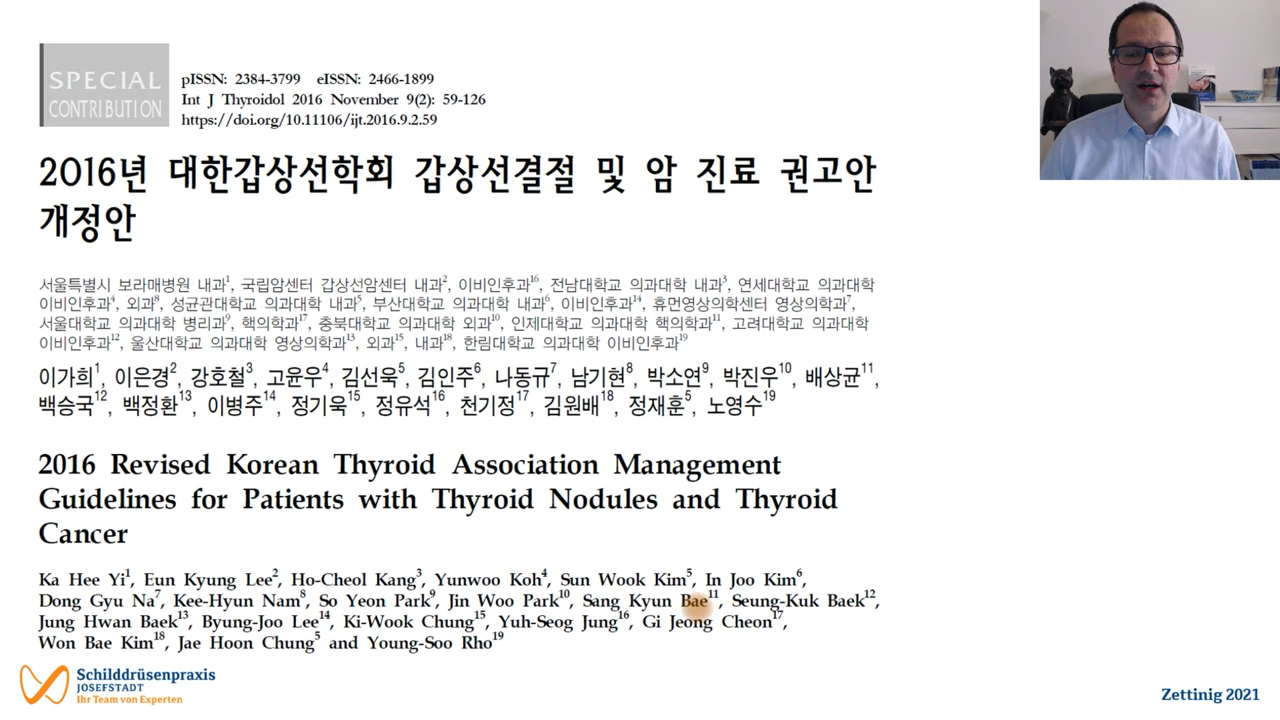 SPECIAL
CONTRIBUTION
pISSN: 2384-3799 eISSN: 2466-1899
Int J Thyroidol 2016 November 9(2): 59-126
https://doi.org/10.11106/ijt.2016.9.2.59
2016년 대한갑상선학회 갑상선결절 및 암 진료 권고안
개정안
서울특별시 보라매병원 내과1, 국립암센터 갑상선암센터 내과2, 이비인후과16, 전남대학교 의과대학 내과3, 연세대학교 의과대학
이비인후과4, 외과8, 성균관대학교 의과대학 내과5, 부산대학교 의과대학 내과6, 이비인후과14, 휴먼영상의학센터 영상의학과7,
서울대학교 의과대학 병리과9, 핵의학과17, 충북대학교 의과대학 외과10, 인제대학교 의과대학 핵의학과11, 고려대학교 의과대학
이비인후과12, 울산대학교 의과대학 영상의학과13, 외과15, 내과18, 한림대학교 의과대학 이비인후과19
이가희1, 이은경2, 강호철3, 고윤우4, 김선욱5, 김인주6, 나동규7, 남기현8, 박소연9, 박진우10, 배상균11,
백승국12, 백정환13, 이병주14, 정기욱15, 정유석16, 천기정17, 김원배18, 정재훈5, 노영수19
2016 Revised Korean Thyroid Association Management
Guidelines for Patients with Thyroid Nodules and Thyroid
Cancer
Ka Hee Yi1, Eun Kyung Lee2, Ho-Cheol Kang3, Yunwoo Koh4, Sun Wook Kim5, In Joo Kim6,
Dong Gyu Na7, Kee-Hyun Nam8, So Yeon Park9, Jin Woo Park10, Sang Kyun Bae11, Seung-Kuk Baek12,
Jung Hwan Baek13, Byung-Joo Lee14, Ki-Wook Chung15, Yuh-Seog Jung16, Gi Jeong Cheon17,
Won Bae Kim18, Jae Hoon Chung5 and Young-Soo Rho19
Schilddrüsenpraxis
JOSEFSTADT
Ihr Team von Experten
Zettinig 2021